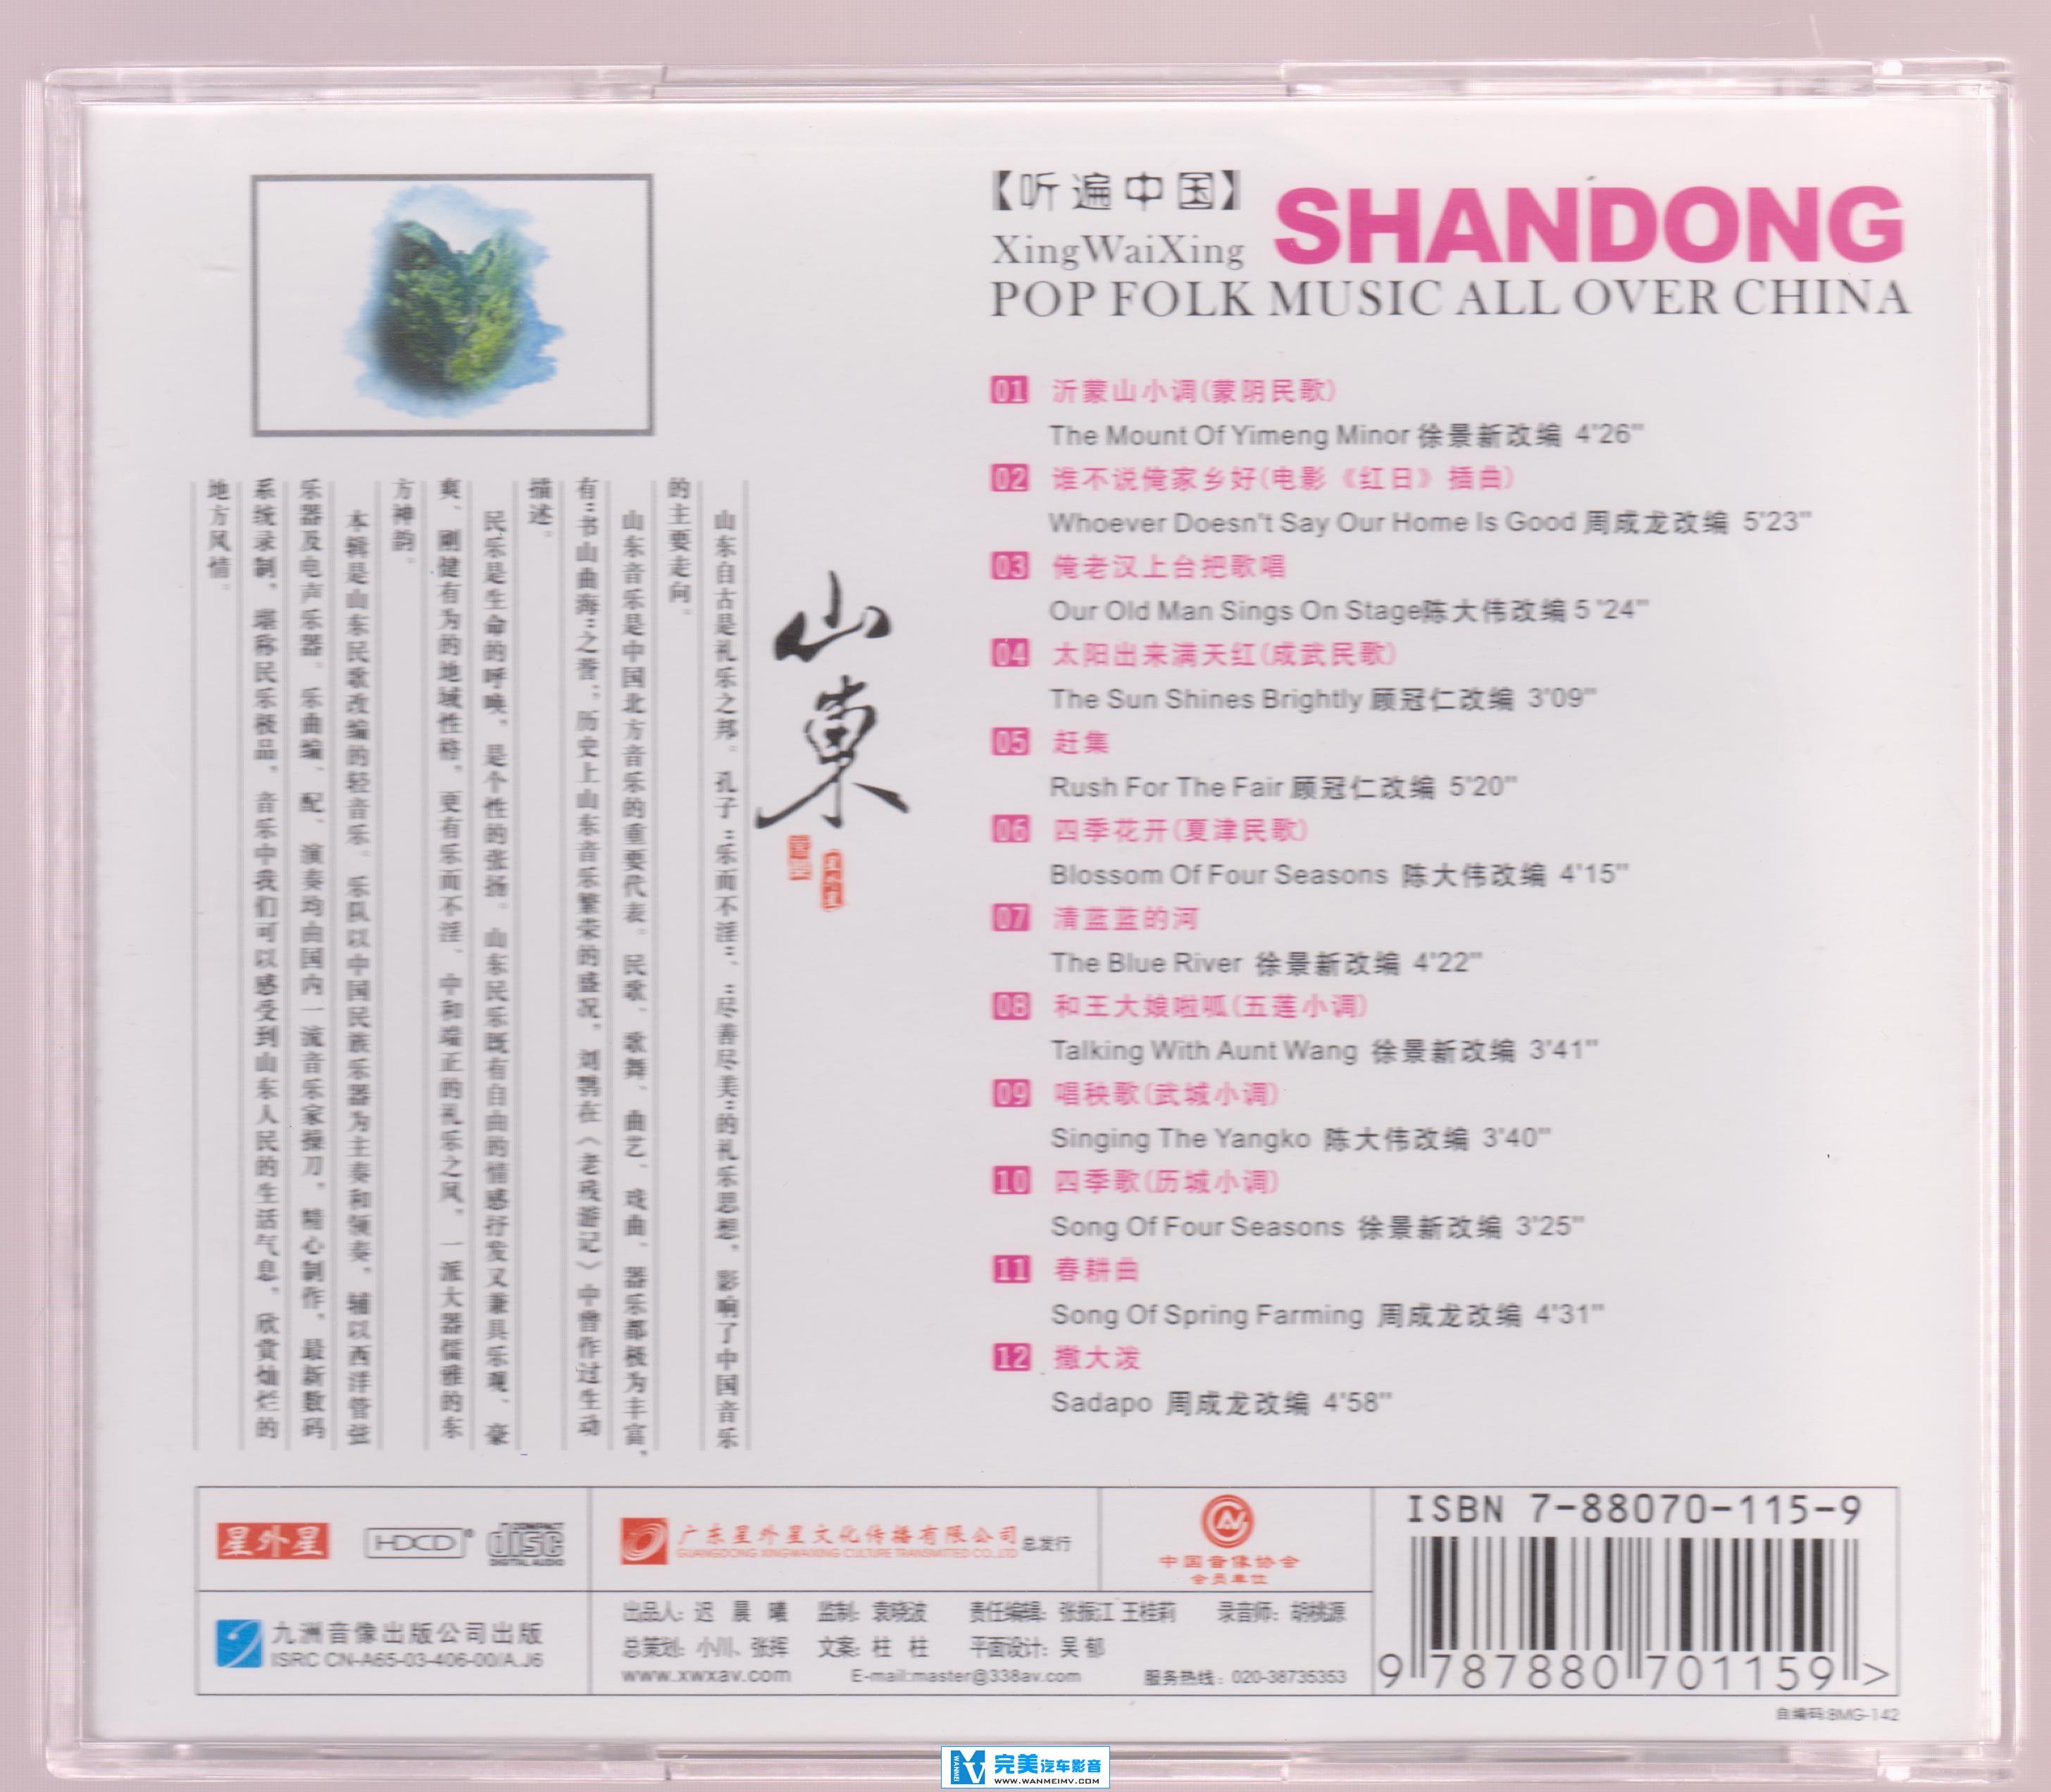 【听遍中国】
XingWaiXing
SHANDONG
POP FOLK MUSIC ALL OVER CHINA
01 沂蒙山小调(蒙阴民歌)
The Mount Of Yimeng Minor 徐景新改编 4'26"
02 谁不说俺家乡好(电影《红日》插曲)
Whoever Doesn't Say Our Home Is Good 周成龙改编 5'23"
03 俺老汉上台把歌唱
Our Old Man Sings On Stage陈大伟改编 5 '24"
04 太阳出来满天红(成武民歌)
The Sun Shines Brightly 顾冠仁改编 3'09"
05 赶集
Rush For The Fair 顾冠仁改编 5'20"
06 四季花开(夏津民歌)
Blossom Of Four Seasons 陈大伟改编 4'15"
07 清蓝蓝的河
The Blue River 徐景新改编 4'22"
08 和王大娘啦呱(五莲小调)
Talking With Aunt Wang 徐景新改编 3'41"
09 唱秧歌(武城小调)
Singing The Yangko 陈大伟改编 3'40"
10 四季歌(历城小调)
Song Of Four Seasons 徐景新改编 3'25"
11 春耕曲
Song Of Spring Farming 周成龙改编 4'31"
12 撒大泼
Sadapo 周成龙改编 4'58"
山東
山东自古是礼乐之邦。孔子“乐而不淫”、“尽善尽美”的礼乐思想，影响了中国音乐
的主要走向。
山东音乐是中国北方音乐的重要代表。民歌、歌舞、曲艺、戏曲、器乐都极为丰富，
有“书山曲海”之誉；历史上山东音乐繁荣的盛况，刘鹗在《老残游记》中曾作过生动
描述。
民乐是生命的呼唤，是个性的张扬。山东民乐既有自由的情感抒发又兼具乐观、豪
爽、刚健有为的地域性格，更有乐而不淫、中和端正的礼乐之风，一派大器儒雅的东
方神韵。
本辑是山东民歌改编的轻音乐。乐队以中国民族乐器为主奏和领奏，辅以西洋管弦
乐器及电声乐器。乐曲编、配、演奏均由国内一流音乐家操刀，精心制作，最新数码
系统录制，堪称民乐极品，音乐中我们可以感受到山东人民的生活气息，欣赏灿烂的
地方风情。
星外星
HDCD®
COMPACT
disc
DIGITAL AUDIO
广东星外星文化传播有限公司 总发行
GUANGDONG XINGWAIXING CULTURE TRANSMITTED CO.,LTD
中国音像协会
会员单位
ISBN 7-88070-115-9
9 787880 701159 >
九洲音像出版公司出版
ISRC CN-A65-03-406-00/A.J6
出品人: 迟 晨 曦 监制: 袁晓波 责任编辑: 张振江 王桂莉 录音师: 胡桃源
总策划: 小川、张挥 文案: 杜 杜 平面设计: 吴 郁
www.xwxav.com E-mail:master@338av.com 服务热线: 020-38735353
自编码:BMG-142
完美汽车影音
WANMEI MV
WWW.WANMEIMV.COM